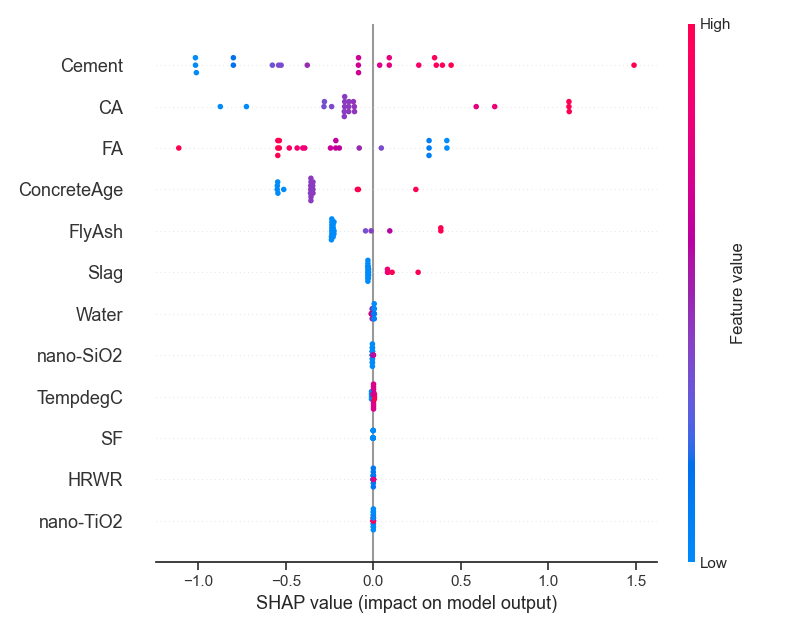 High
Cement
CA
FA
ConcreteAge
FlyAsh
Slag
Water
nano-SiO2
TempdegC
SF
HRWR
nano-TiO2
Feature value
Low
−1.0 −0.5 0.0 0.5 1.0 1.5
SHAP value (impact on model output)